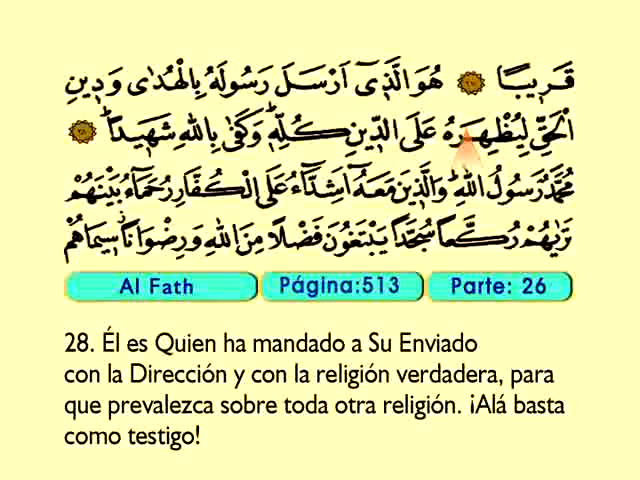 قَرِيبًا ۝ هُوَ الَّذِىٓ اَرْسَلَ رَسُولَهُ بِالْهُدٰى وَدِينِ
الْحَقِّ لِيُظْهِرَهُ عَلَى الدِّينِ كُلِّهٖ وَكَفٰى بِاللّٰهِ شَهِيدًا ۝
مُحَمَّدٌ رَسُولُ اللّٰهِ وَالَّذِينَ مَعَهُٓ اَشِدَّٓاءُ عَلَى الْكُفَّارِ رُحَمَٓاءُ بَيْنَهُمْ
تَرٰيهُمْ رُكَّعًا سُجَّدًا يَبْتَغُونَ فَضْلًا مِنَ اللّٰهِ وَرِضْوَانًا سِيمَاهُمْ
Al Fath Página:513 Parte: 26
28. Él es Quien ha mandado a Su Enviado
con la Dirección y con la religión verdadera, para
que prevalezca sobre toda otra religión. ¡Alá basta
como testigo!